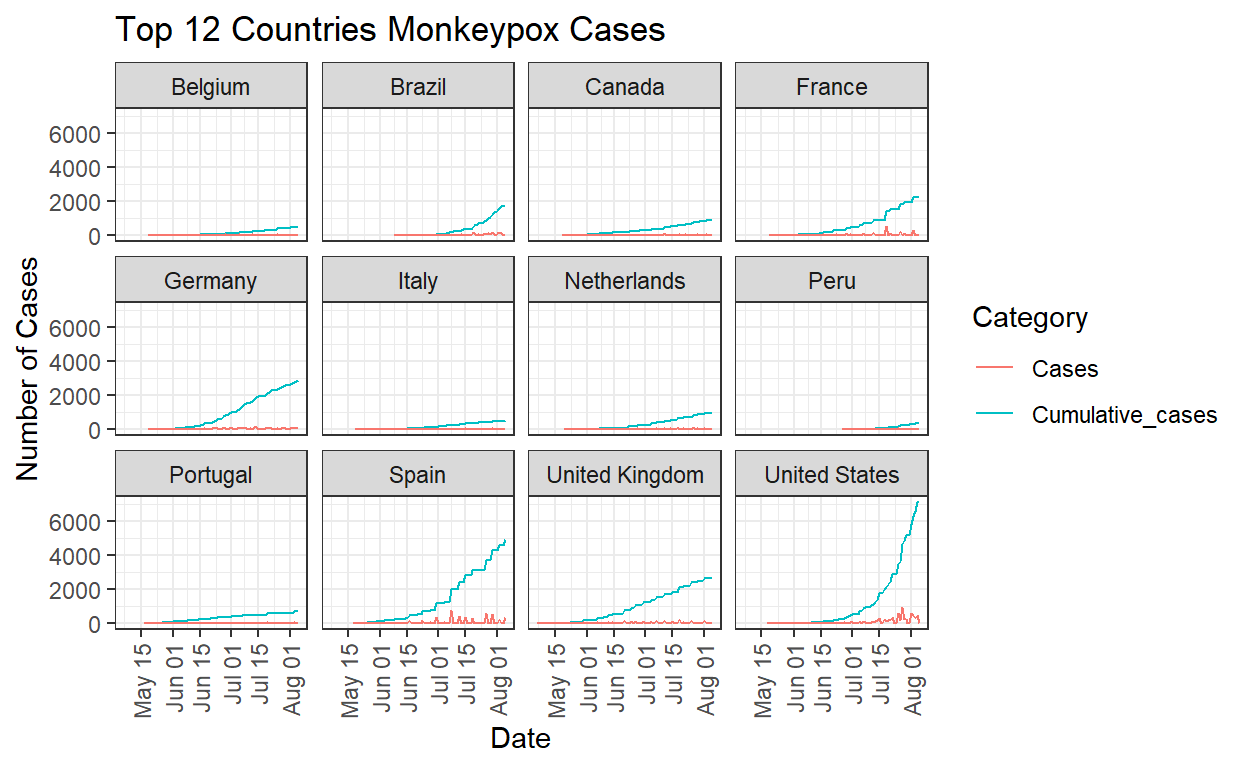 Top 12 Countries Monkeypox Cases
Belgium Brazil Canada France
6000
4000
2000
0
Germany Italy Netherlands Peru
6000
4000
2000
0
Portugal Spain United Kingdom United States
6000
4000
2000
0
May 15 Jun 01 Jun 15 Jul 01 Jul 15 Aug 01 May 15 Jun 01 Jun 15 Jul 01 Jul 15 Aug 01 May 15 Jun 01 Jun 15 Jul 01 Jul 15 Aug 01 May 15 Jun 01 Jun 15 Jul 01 Jul 15 Aug 01
Date
Number of Cases
Category
Cases
Cumulative_cases